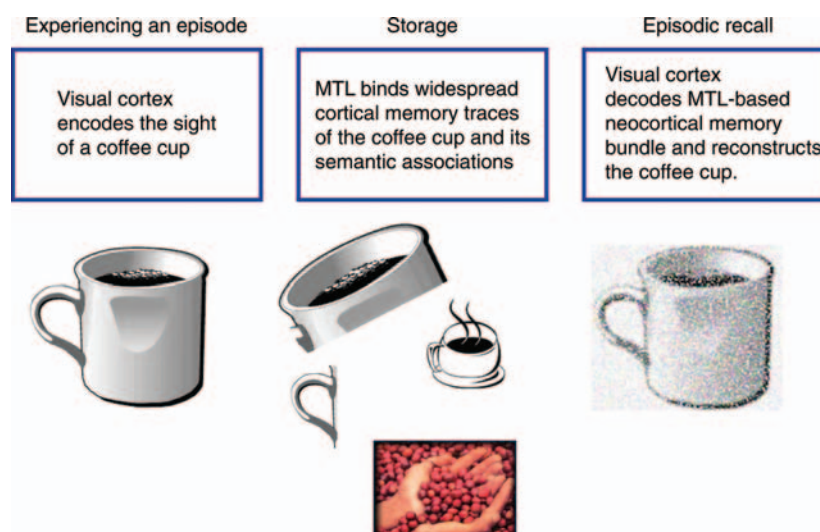 Experiencing an episode
Storage
Episodic recall
Visual cortex
encodes the sight
of a coffee cup
MTL binds widespread
cortical memory traces
of the coffee cup and its
semantic associations
Visual cortex
decodes MTL-based
neocortical memory
bundle and reconstructs
the coffee cup.